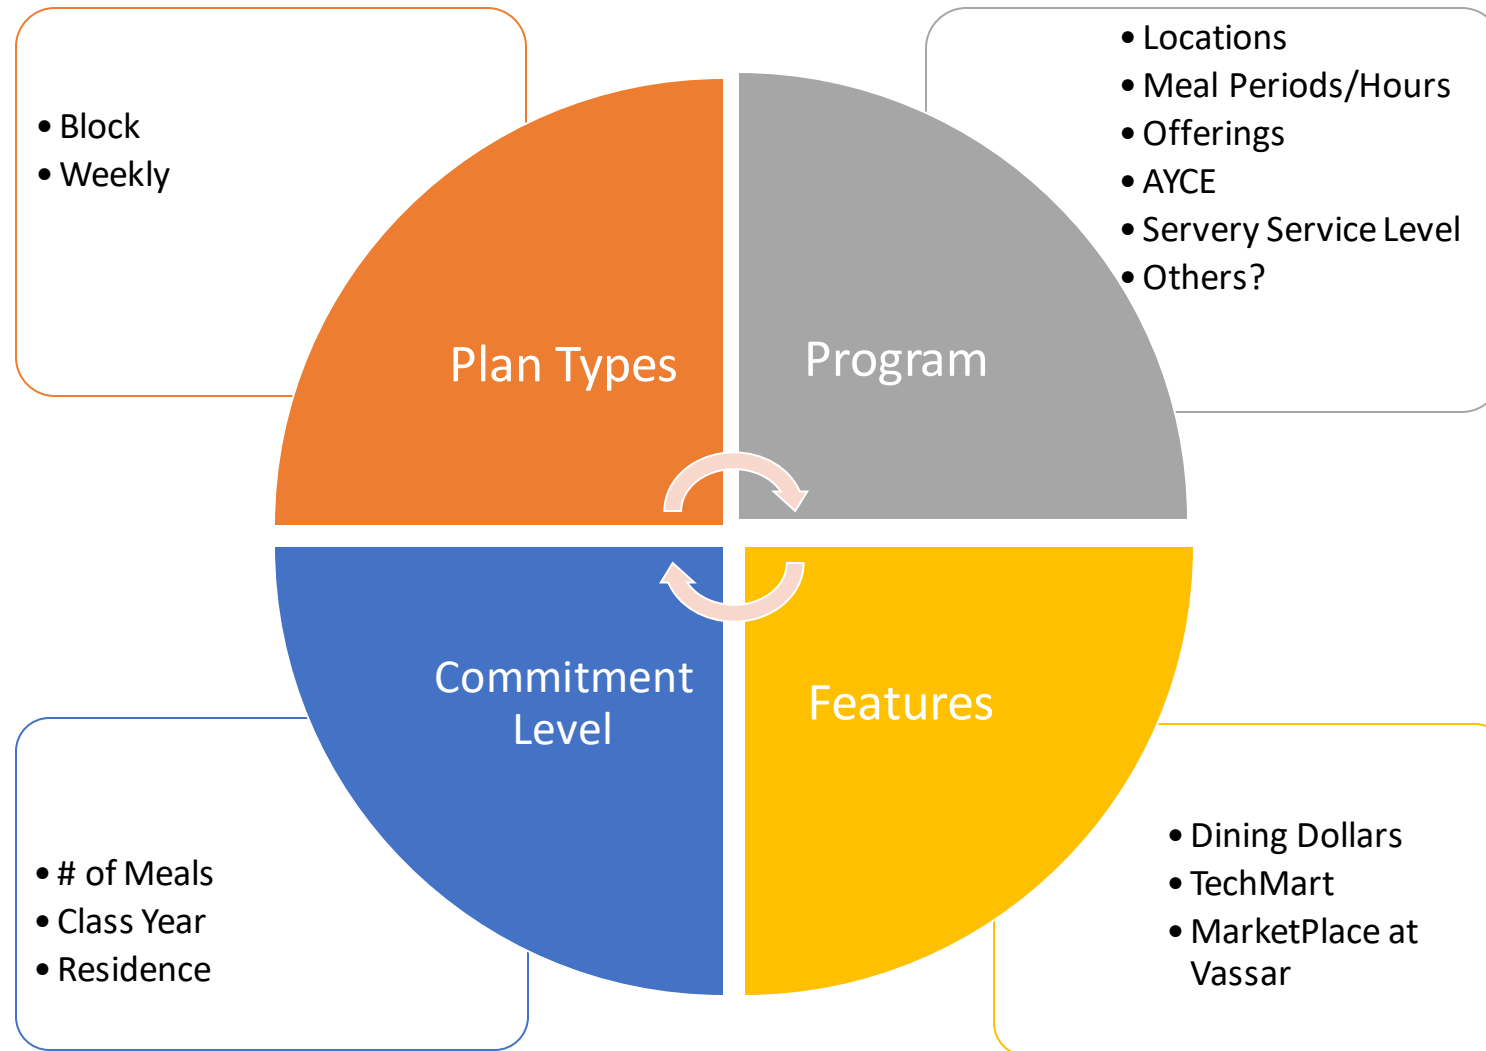 • Block
• Weekly
Plan Types
• Locations
• Meal Periods/Hours
• Offerings
• AYCE
• Servery Service Level
• Others?
Program
Commitment
Level
• # of Meals
• Class Year
• Residence
Features
• Dining Dollars
• TechMart
• MarketPlace at
Vassar